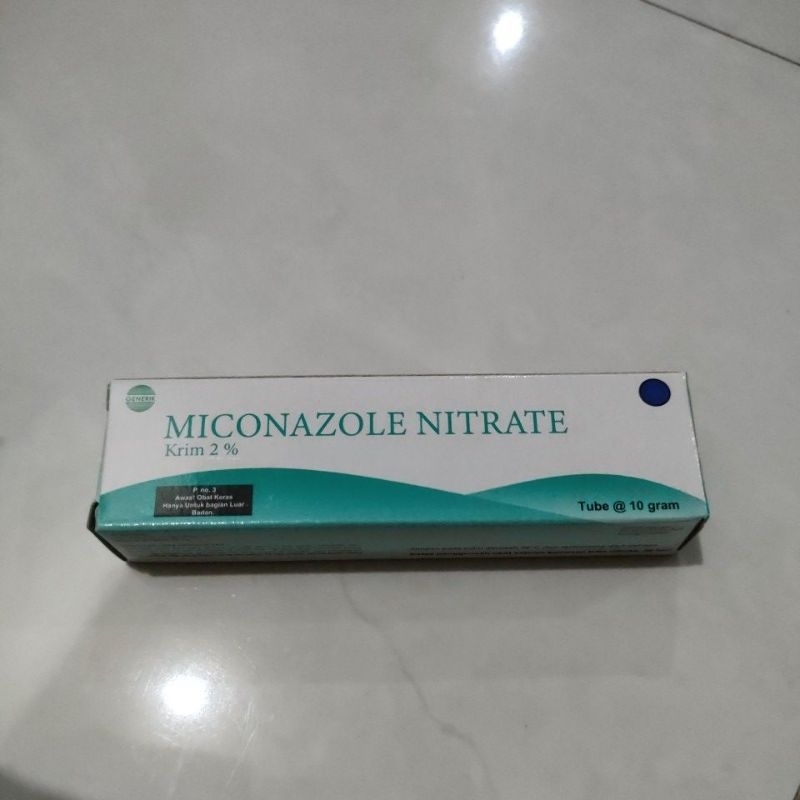 GENERIK
MICONAZOLE NITRATE
Krim 2 %
P. no. 3
Awas! Obat Keras
Hanya Untuk bagian Luar
Badan.
Tube @ 10 gram